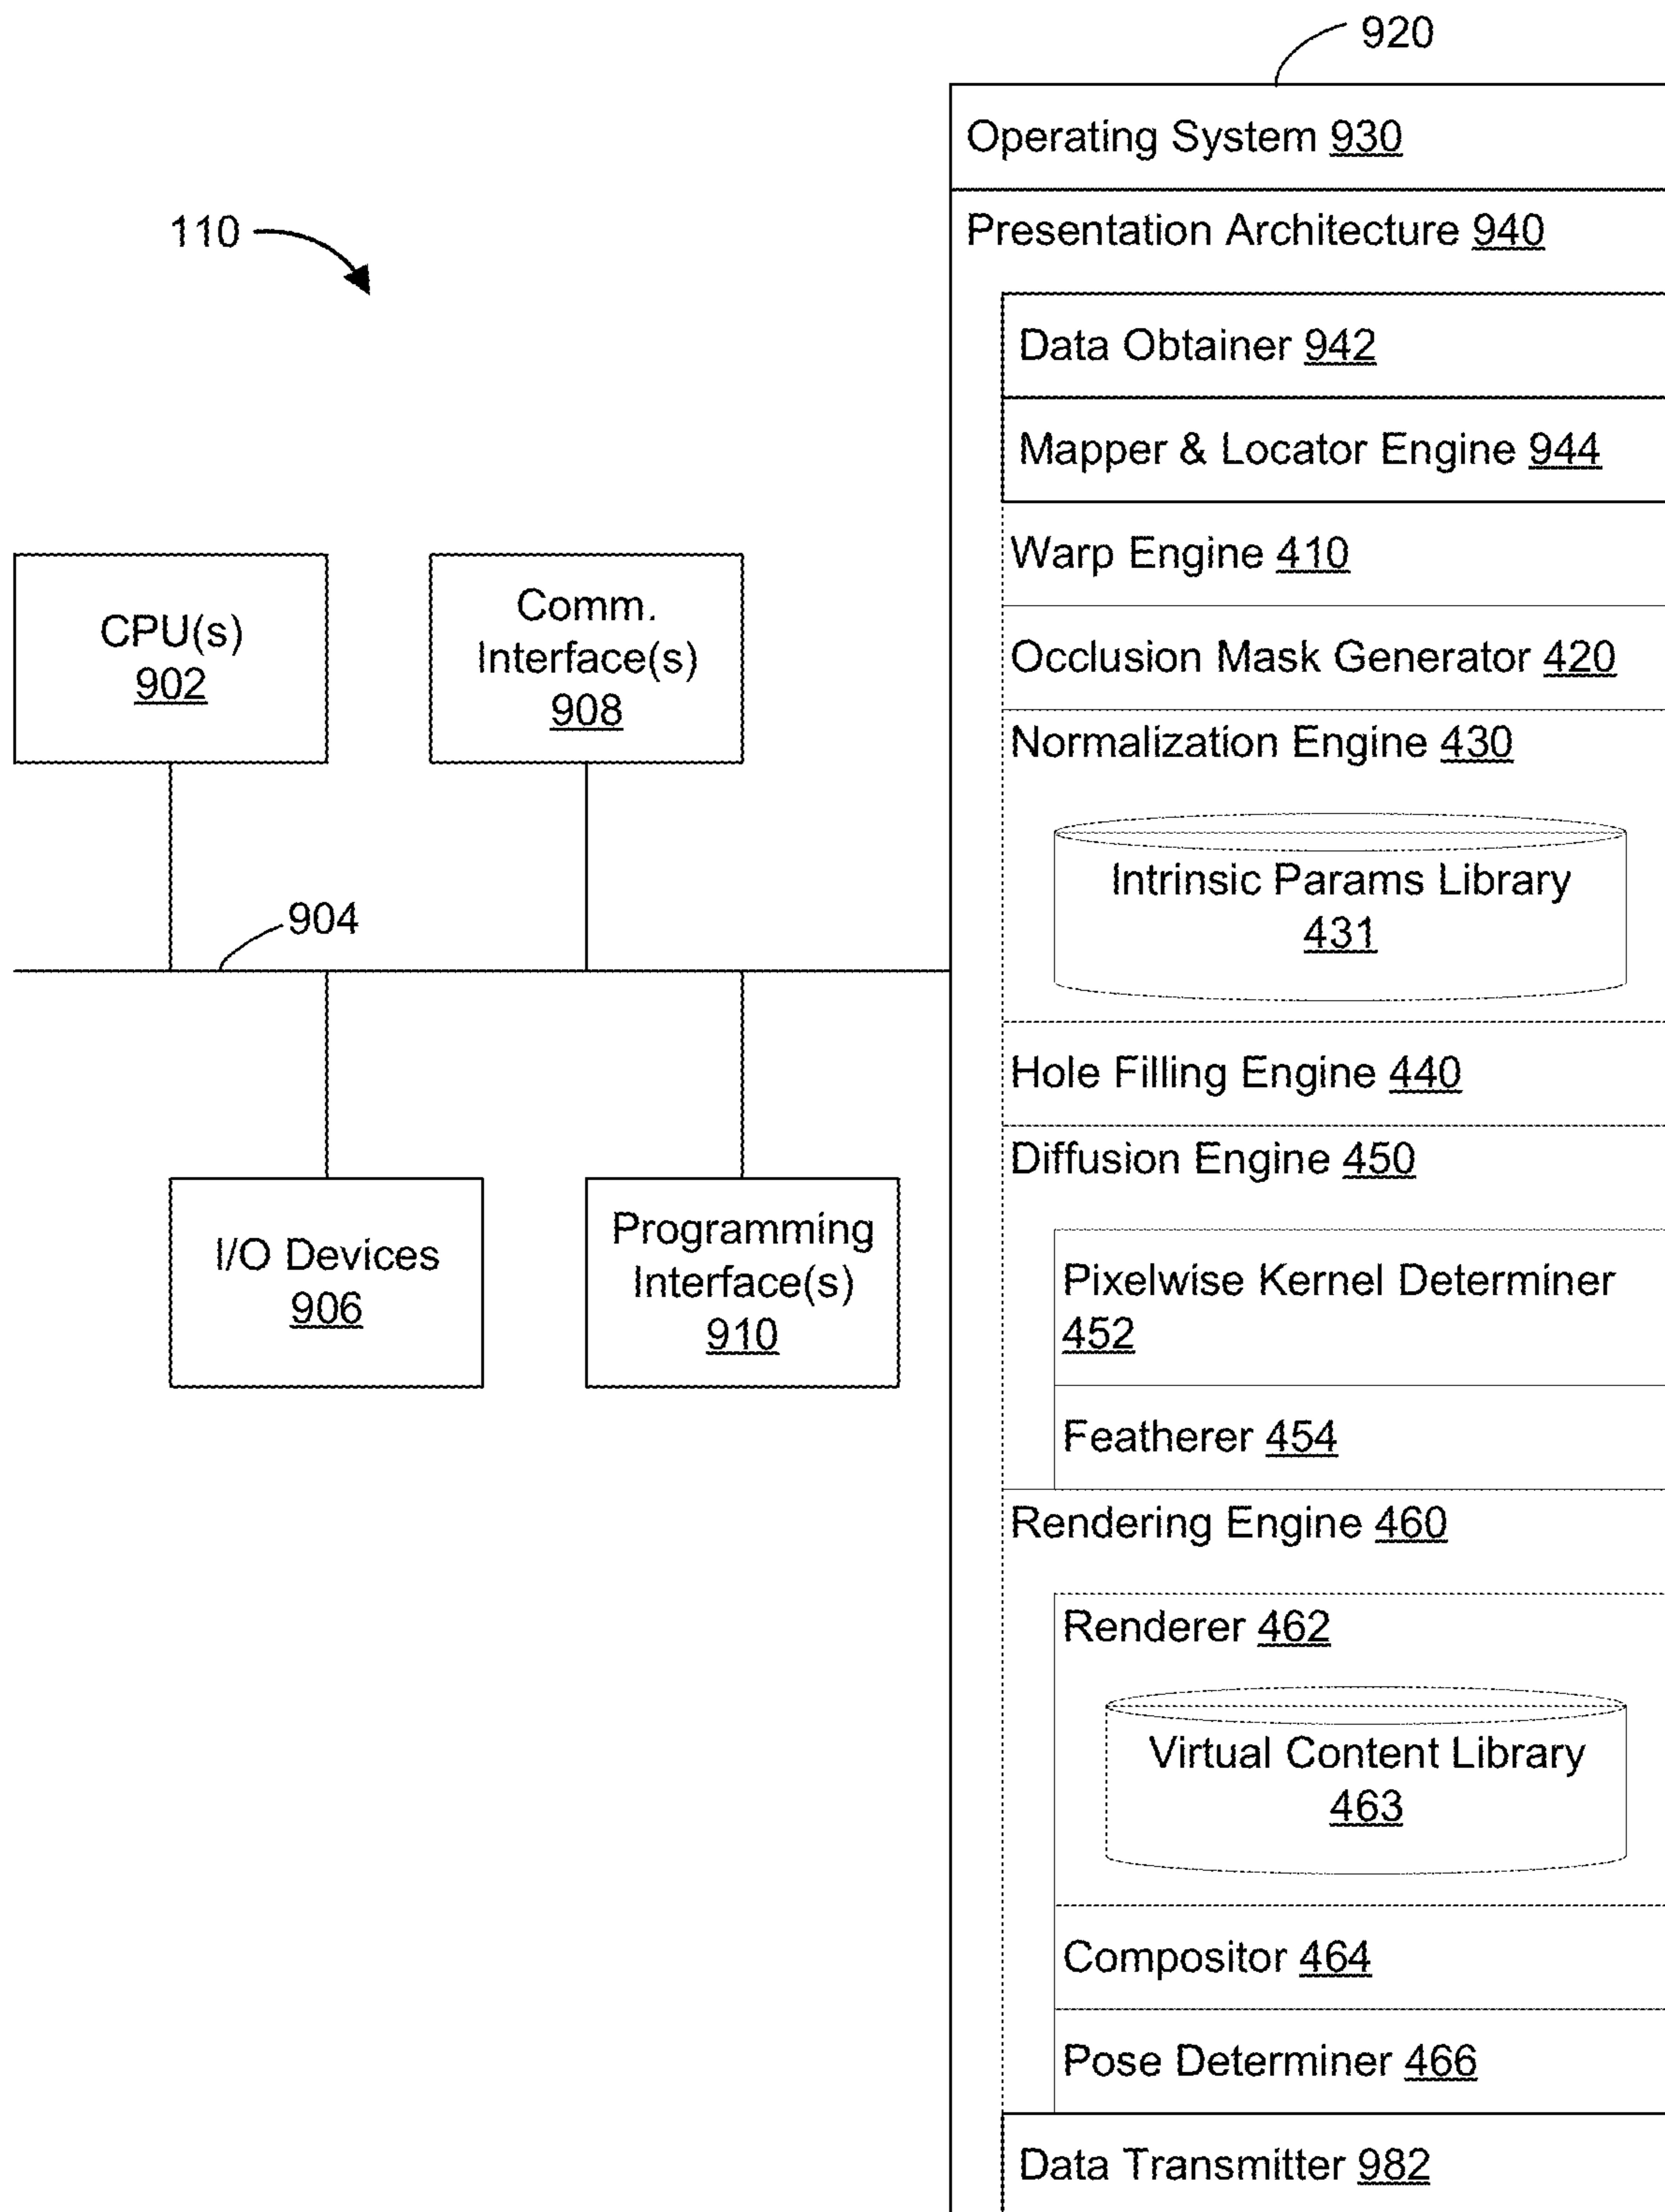 920
Operating System 930
110
Presentation Architecture 940
Data Obtainer 942
Mapper & Locator Engine 944
Warp Engine 410
CPU(s)
902
Comm.
Interface(s)
908
Occlusion Mask Generator 420
Normalization Engine 430
Intrinsic Params Library
431
904
Hole Filling Engine 440
Diffusion Engine 450
I/O Devices
906
Programming
Interface(s)
910
Pixelwise Kernel Determiner
452
Featherer 454
Rendering Engine 460
Renderer 462
Virtual Content Library
463
Compositor 464
Pose Determiner 466
Data Transmitter 982